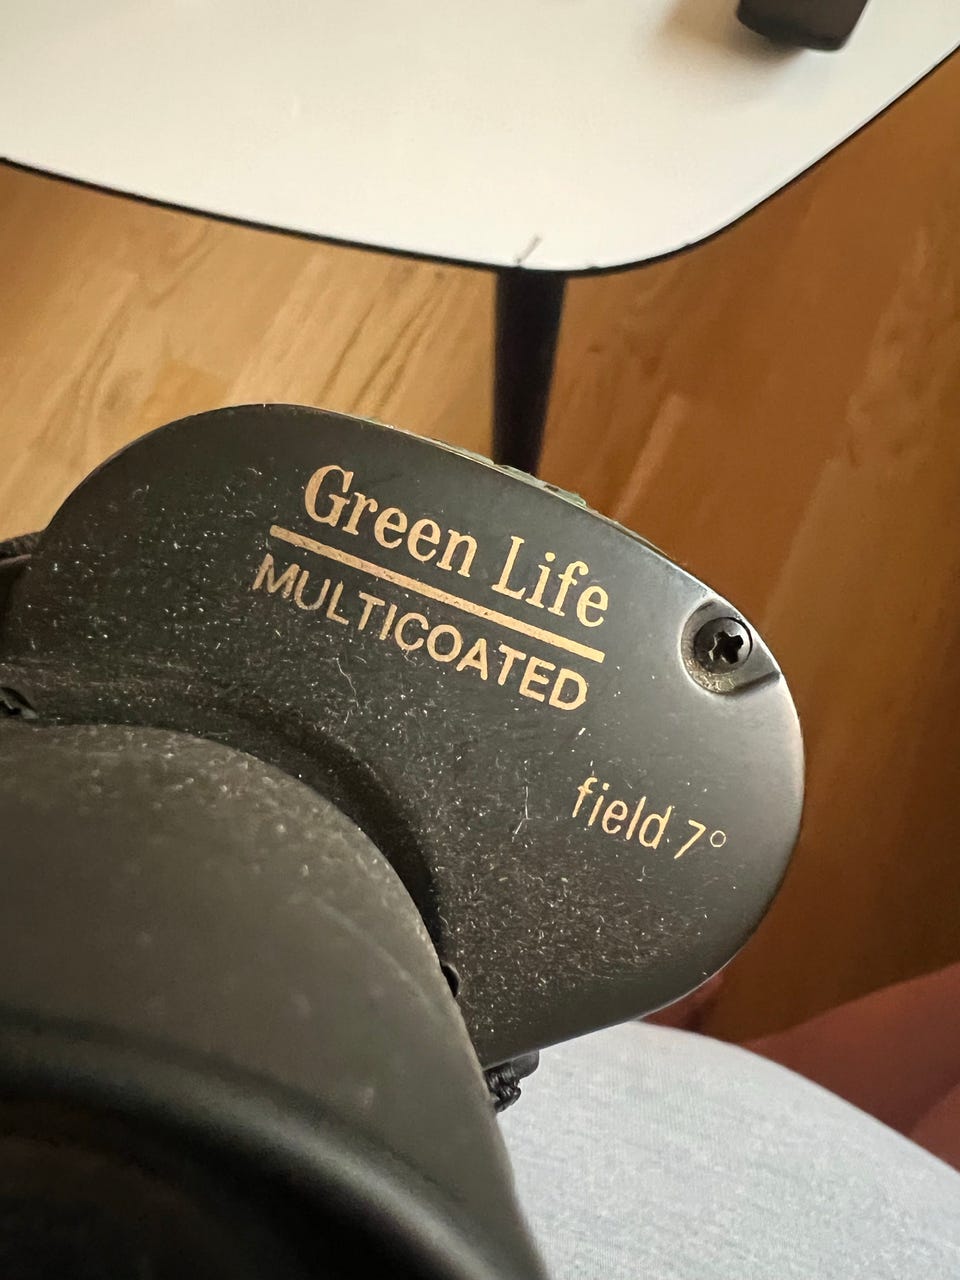 Green Life
MULTICOATED
field 7°